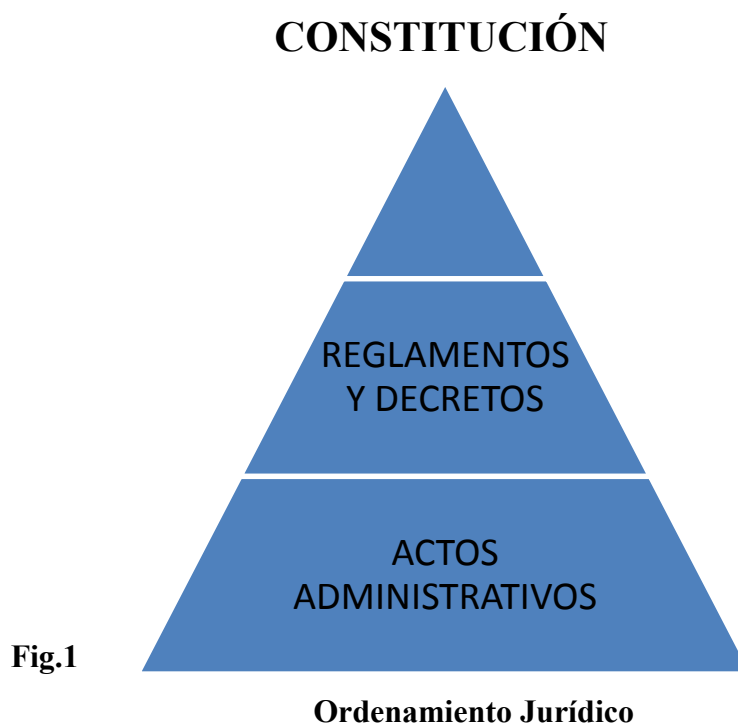 CONSTITUCIÓN
REGLAMENTOS
Y DECRETOS
ACTOS
ADMINISTRATIVOS
Fig.1
Ordenamiento Jurídico